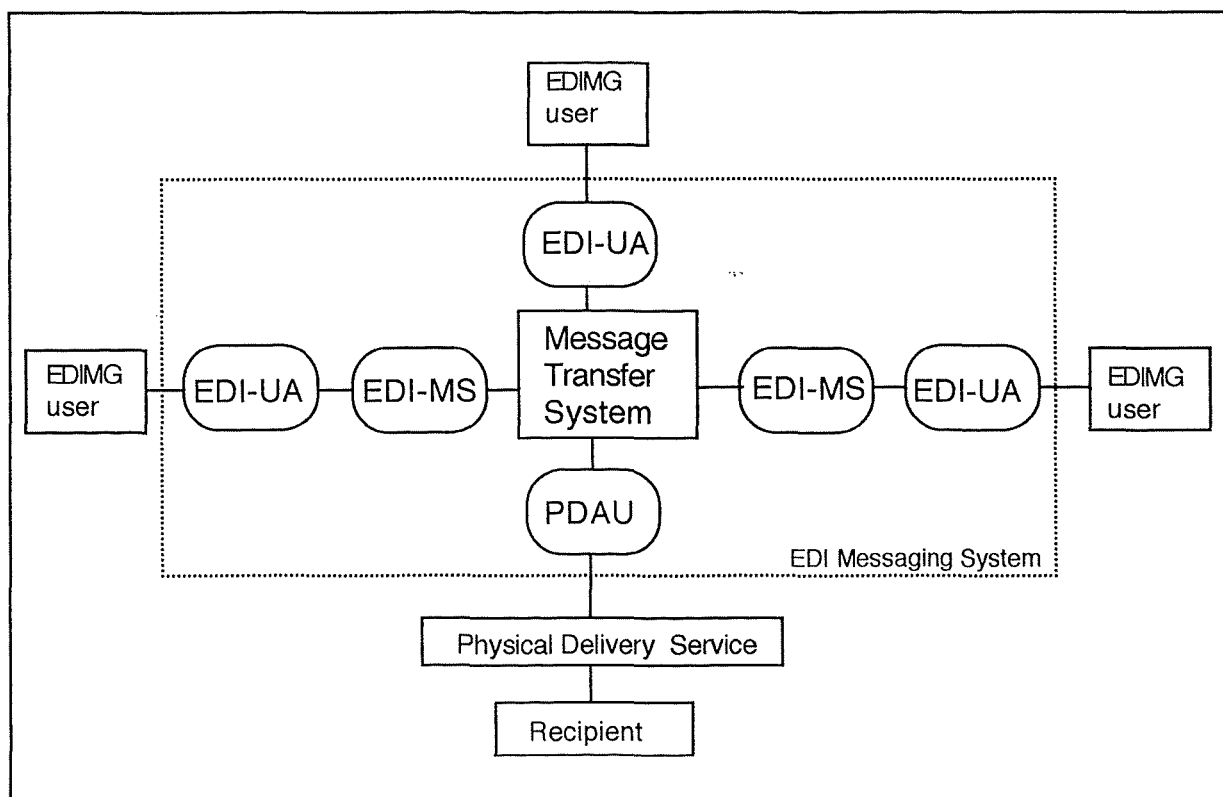 EDIMG
user
EDI-UA
Message
Transfer
System
EDIMG
user
EDI-UA
EDI-MS
EDI-MS
EDI-UA
EDIMG
user
PDAU
EDI Messaging System
Physical Delivery Service
Recipient